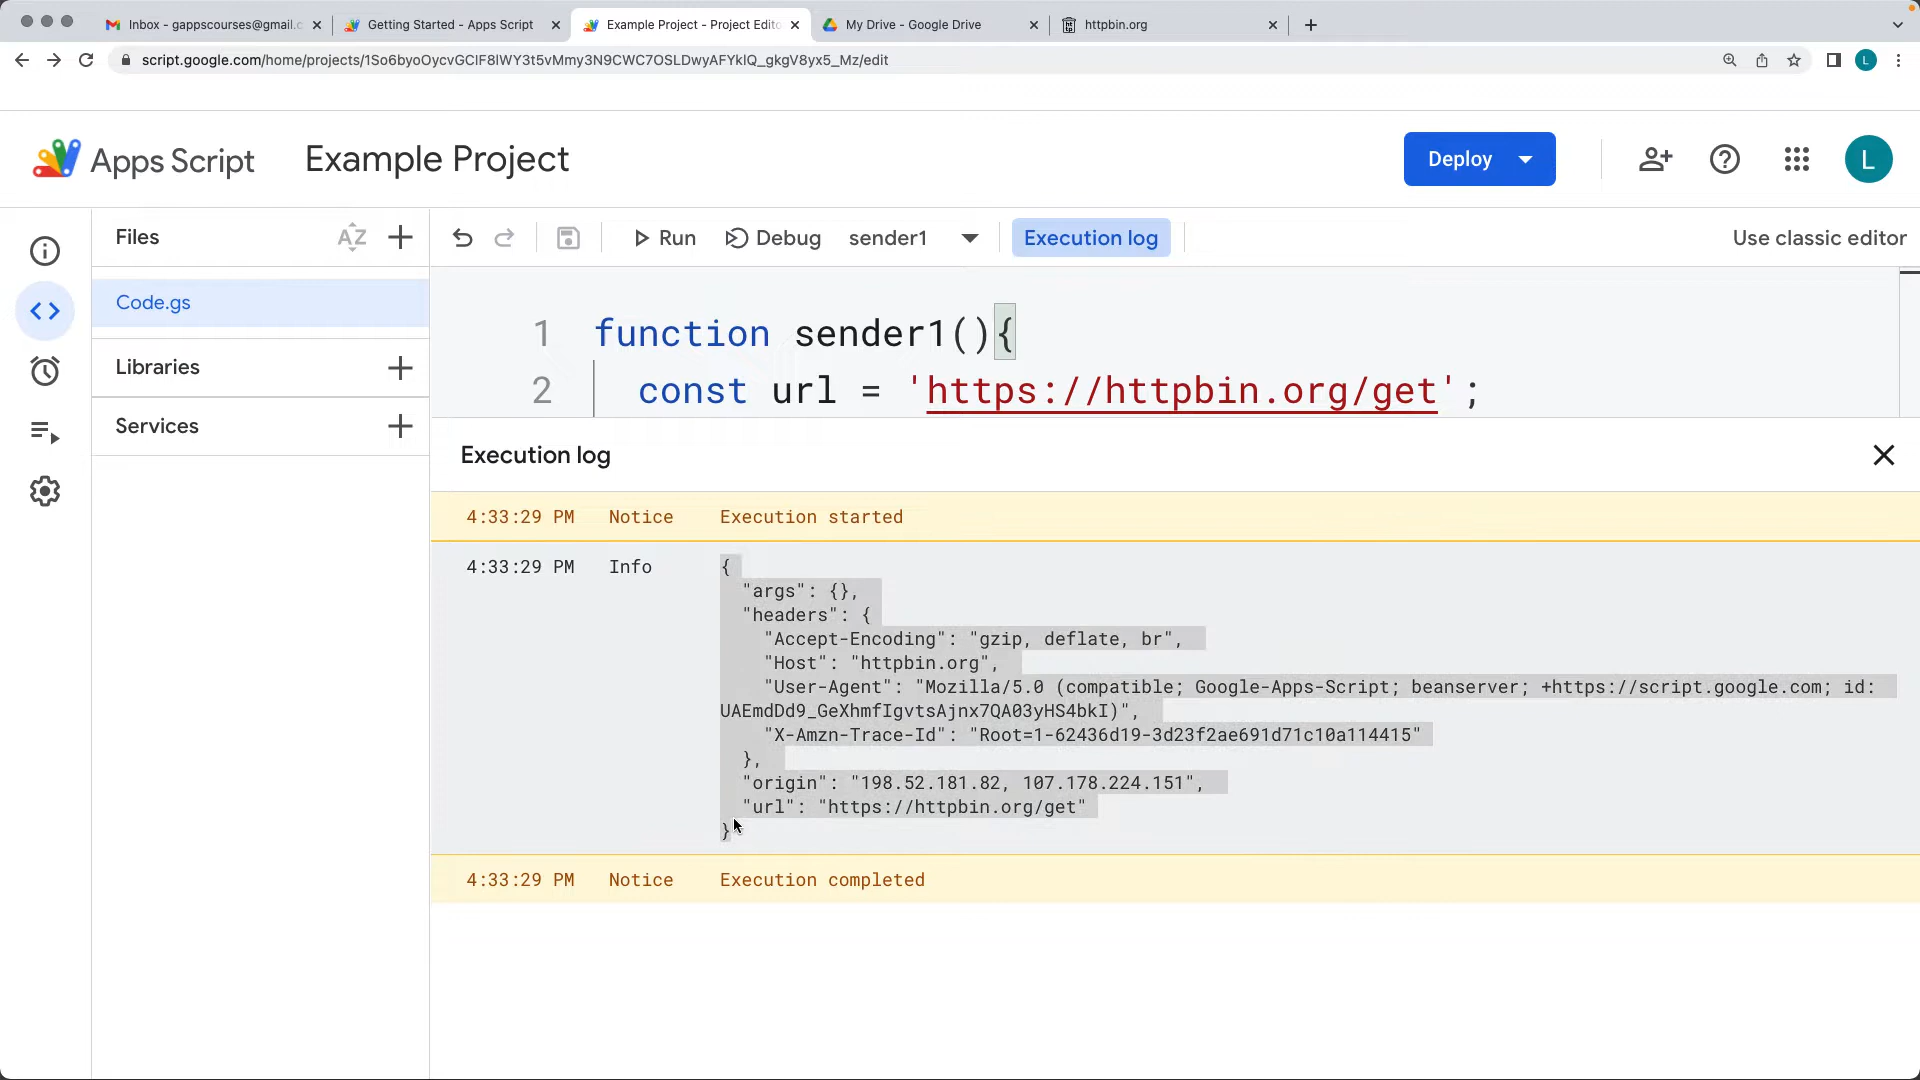 Inbox - gappscourses@gmail.c
Getting Started - Apps Script
Example Project - Project Edito
My Drive - Google Drive
httpbin.org
script.google.com/home/projects/1So6byoOycvGClF8lWY3t5vMmy3N9CWC7OSLDwyAFYklQ_gkgV8yx5_Mz/edit
L
Apps Script
Example Project
Deploy
L
Files
AZ
Run
Debug
sender1
Execution log
Use classic editor
Code.gs
Libraries
Services
1 function sender1(){
2 const url = 'https://httpbin.org/get';
Execution log
4:33:29 PM Notice Execution started
4:33:29 PM Info {
"args": {},
"headers": {
"Accept-Encoding": "gzip, deflate, br",
"Host": "httpbin.org",
"User-Agent": "Mozilla/5.0 (compatible; Google-Apps-Script; beanserver; +https://script.google.com; id:
UAEmdDd9_GeXhmfIgvtsAjnx7QA03yHS4bkI)",
"X-Amzn-Trace-Id": "Root=1-62436d19-3d23f2ae691d71c10a114415"
},
"origin": "198.52.181.82, 107.178.224.151",
"url": "https://httpbin.org/get"
}
4:33:29 PM Notice Execution completed